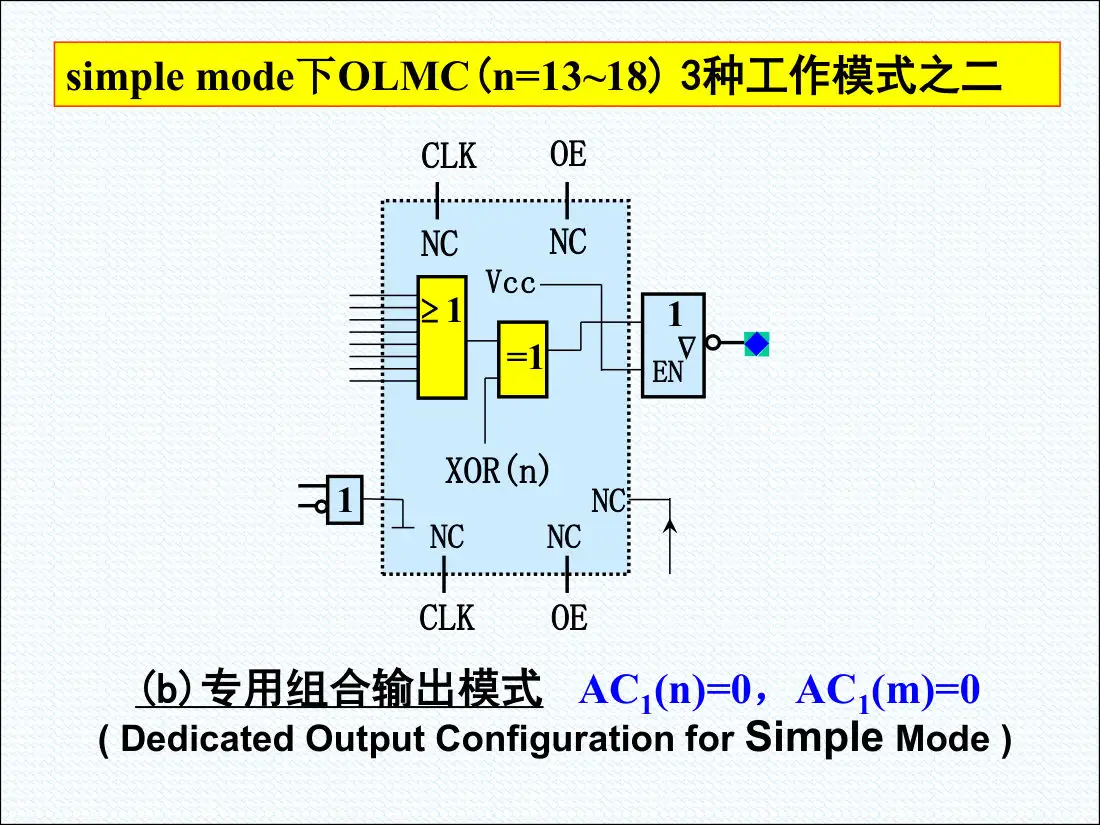 simple mode下OLMC(n=13~18) 3种工作模式之二
CLK OE
NC NC
Vcc
≥1
1
=1
∇
EN
XOR(n)
1
NC
NC NC
CLK OE
(b)专用组合输出模式 AC₁(n)=0，AC₁(m)=0
( Dedicated Output Configuration for Simple Mode )